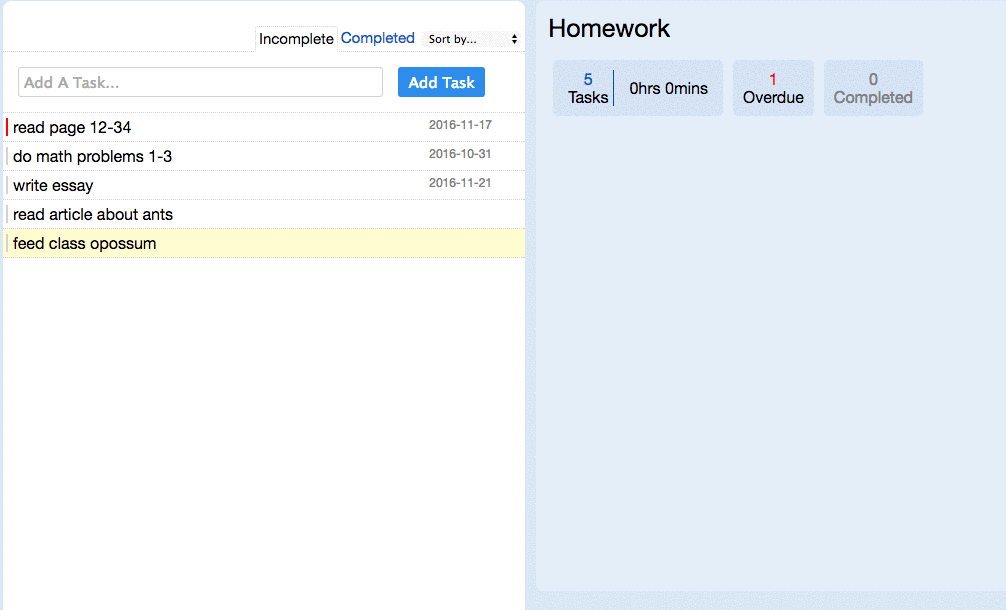 Incomplete Completed Sort by...
Add A Task... Add Task
read page 12-34 2016-11-17
do math problems 1-3 2016-10-31
write essay 2016-11-21
read article about ants
feed class opossum
Homework
5 Tasks 0hrs 0mins
1 Overdue
0 Completed